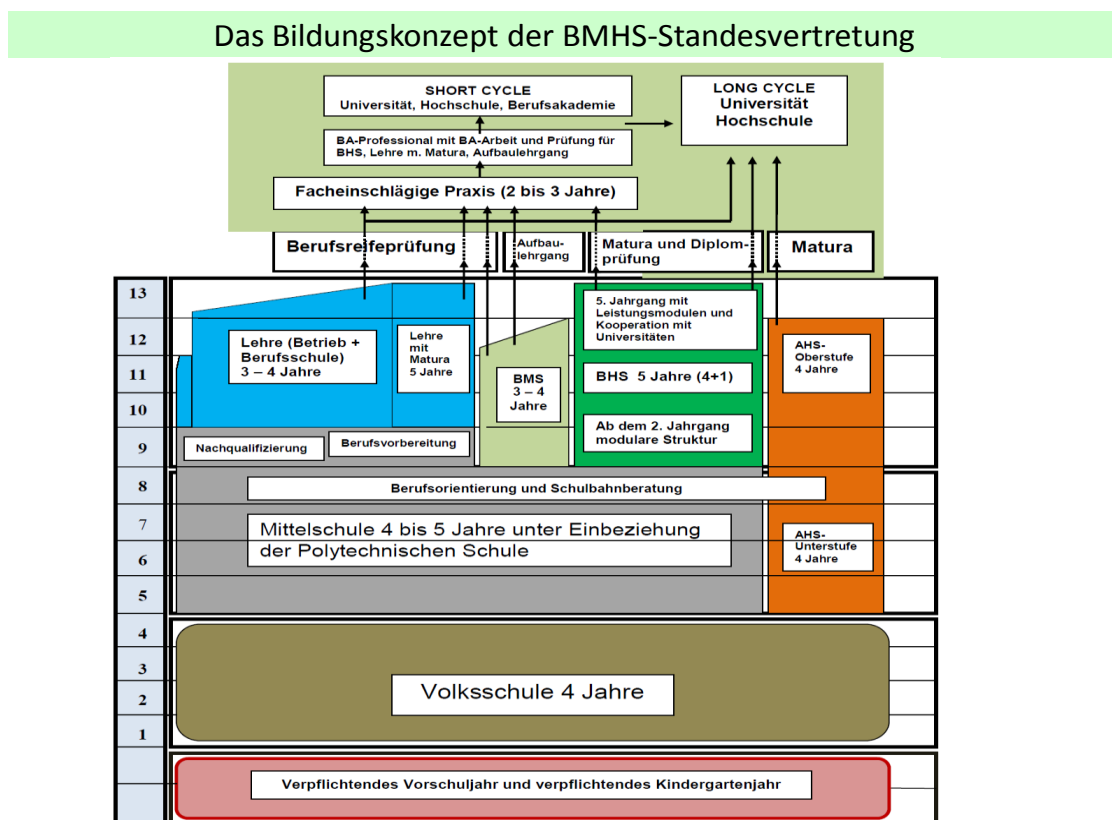 Das Bildungskonzept der BMHS-Standesvertretung
SHORT CYCLE
Universität, Hochschule, Berufsakademie
LONG CYCLE
Universität
Hochschule
BA-Professional mit BA-Arbeit und Prüfung für
BHS, Lehre m. Matura, Aufbaulehrgang
Facheinschlägige Praxis (2 bis 3 Jahre)
Berufsreifeprüfung
Aufbau-
lehrgang
Matura und Diplom-
prüfung
Matura
13
12
11
10
9
8
7
6
5
4
3
2
1
Lehre (Betrieb +
Berufsschule)
3 – 4 Jahre
Lehre
mit
Matura
5 Jahre
BMS
3 – 4
Jahre
5. Jahrgang mit
Leistungsmodulen und
Kooperation mit
Universitäten
BHS 5 Jahre (4+1)
Ab dem 2. Jahrgang
modulare Struktur
AHS-
Oberstufe
4 Jahre
Nachqualifizierung
Berufsvorbereitung
Berufsorientierung und Schulbahnberatung
Mittelschule 4 bis 5 Jahre unter Einbeziehung
der Polytechnischen Schule
AHS-
Unterstufe
4 Jahre
Volksschule 4 Jahre
Verpflichtendes Vorschuljahr und verpflichtendes Kindergartenjahr